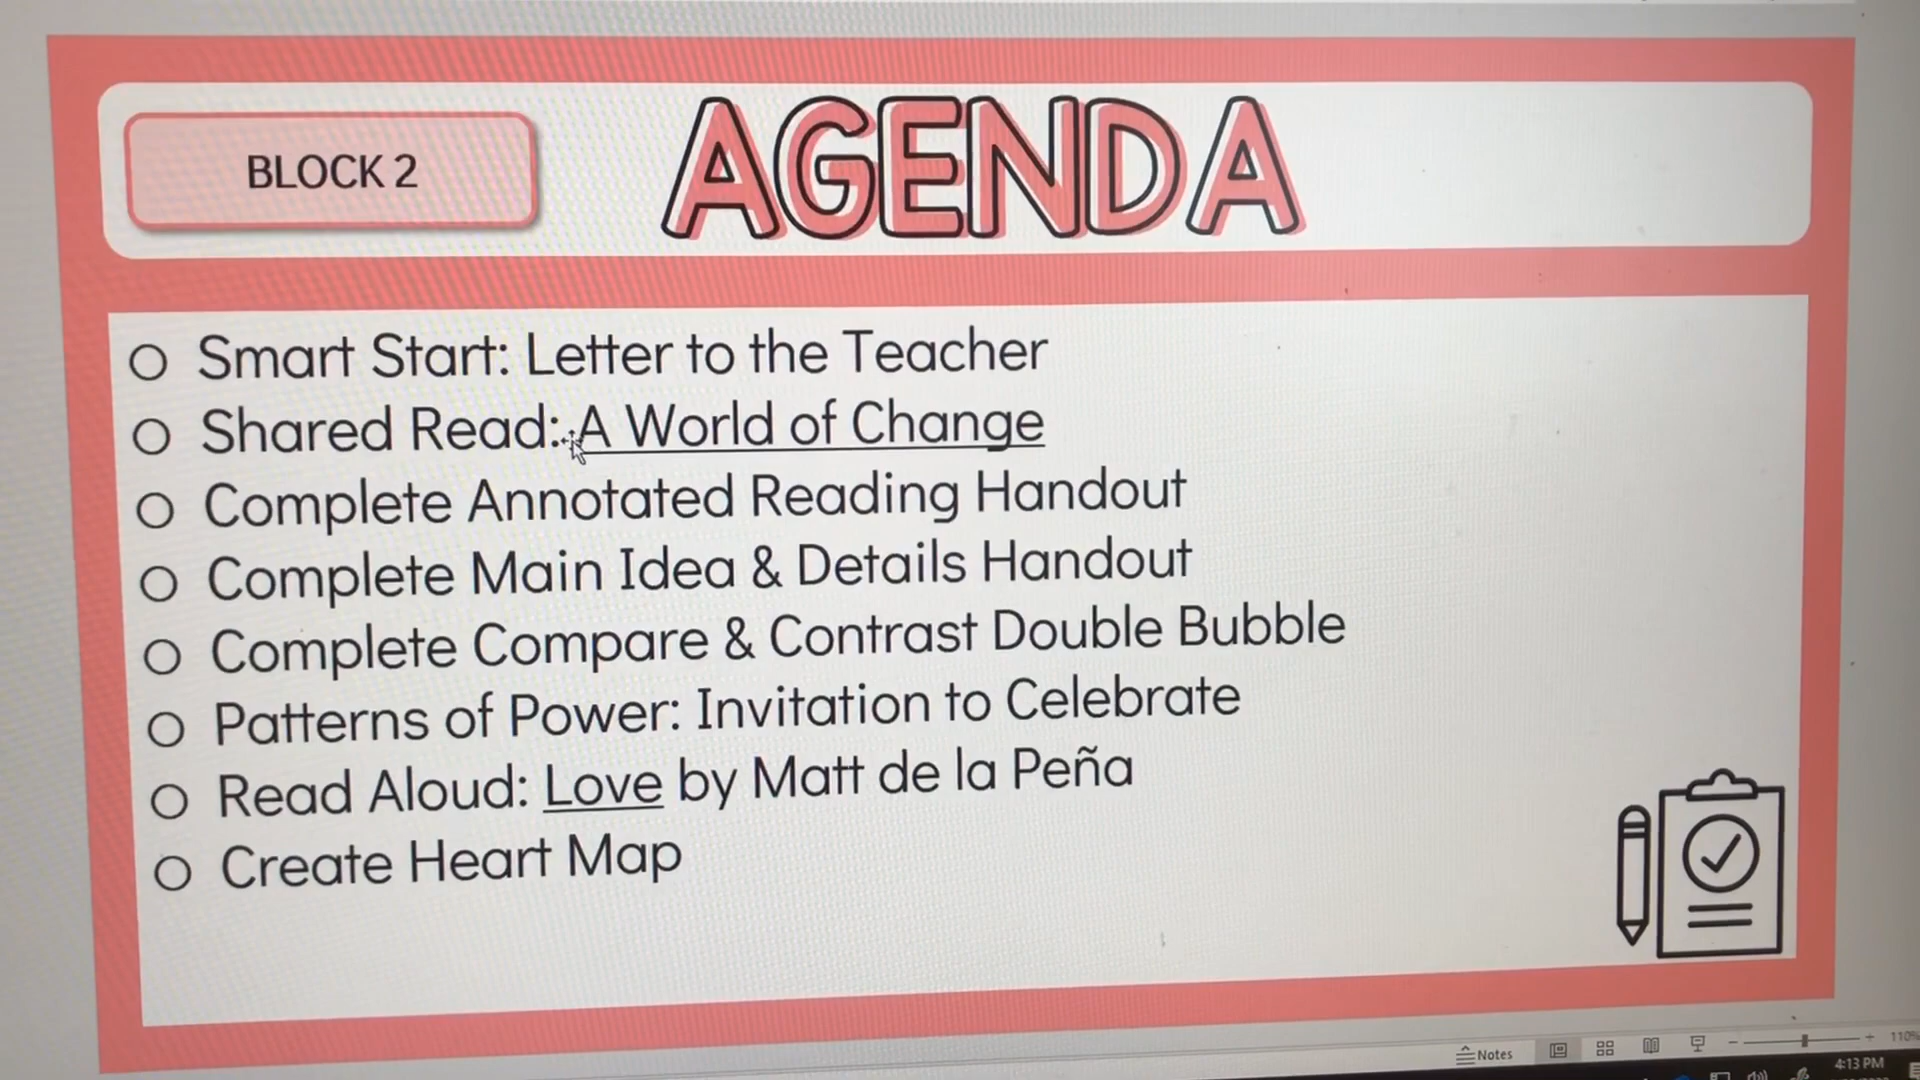 BLOCK 2
AGENDA
Smart Start: Letter to the Teacher
Shared Read: A World of Change
Complete Annotated Reading Handout
Complete Main Idea & Details Handout
Complete Compare & Contrast Double Bubble
Patterns of Power: Invitation to Celebrate
Read Aloud: Love by Matt de la Peña
Create Heart Map
Notes
110%
4:13 PM